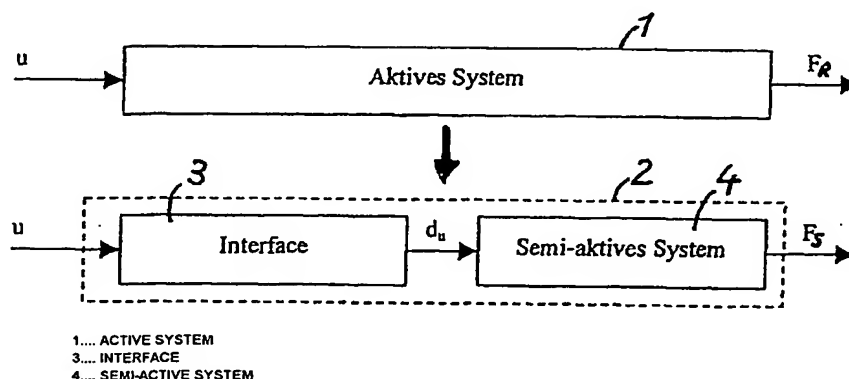 1
u
Aktives System
F_R
3
2
4
u
Interface
d_u
Semi-aktives System
F_S
1.... ACTIVE SYSTEM
3.... INTERFACE
4.... SEMI-ACTIVE SYSTEM